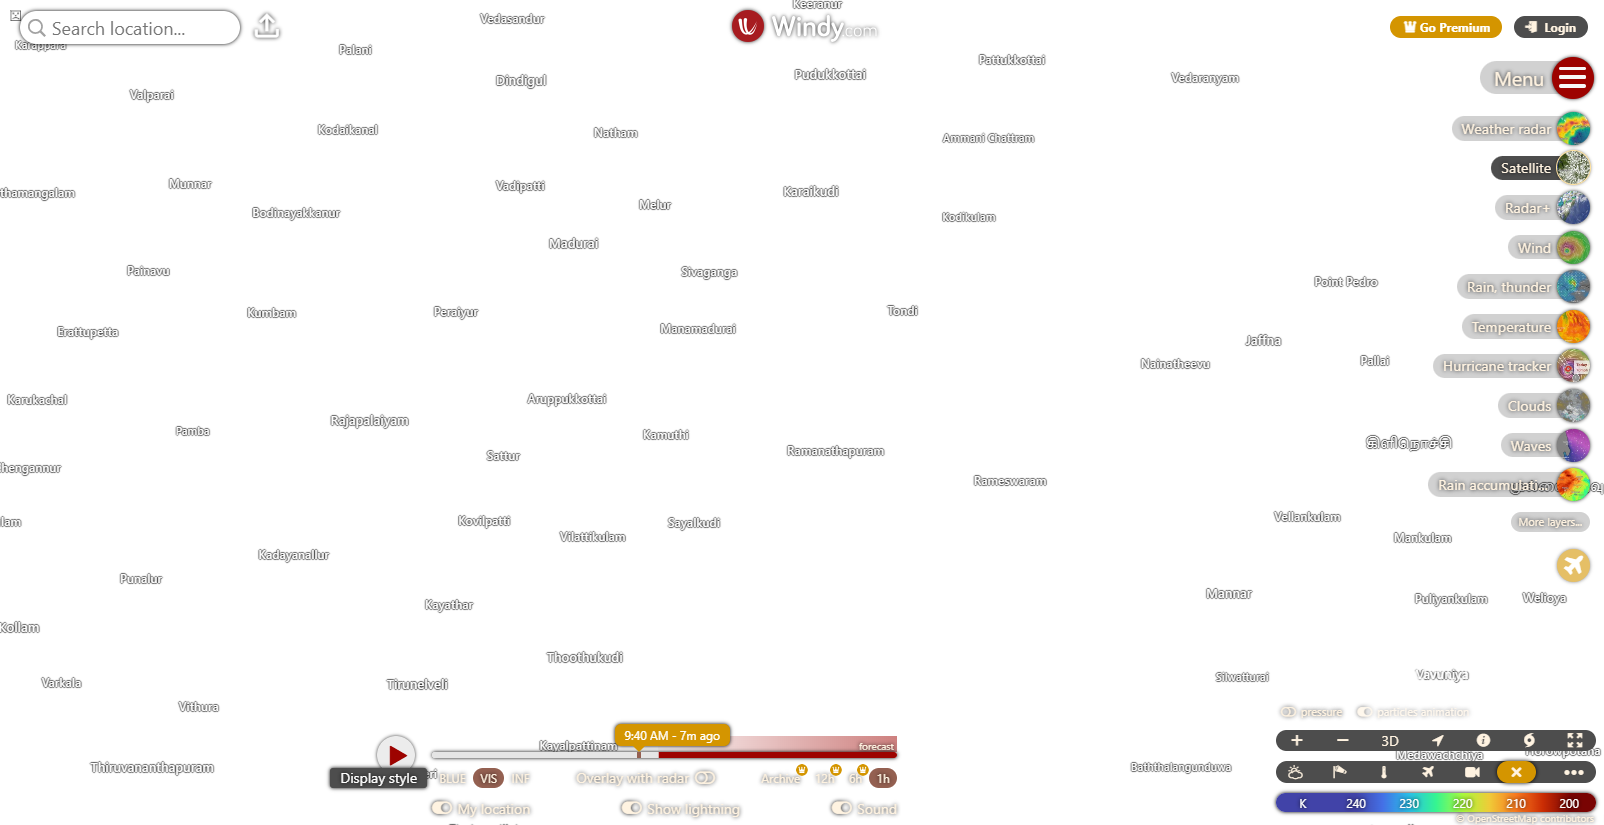 Search location...
Windy.com
Go Premium
Login
Menu
Weather radar
Satellite
Radar+
Wind
Rain, thunder
Temperature
Hurricane tracker
Clouds
Waves
Rain accumulati...
More layers...
Keeranur
Vedasandur
Karappara
Palani
Pattukkottai
Dindigul
Pudukkottai
Vedaranyam
Valparai
Kodaikanal
Natham
Ammani Chattram
Munnar
thamangalam
Vadipatti
Karaikudi
Bodinayakkanur
Melur
Kodikulam
Madurai
Painavu
Sivaganga
Point Pedro
Kumbam
Peraiyur
Tondi
Erattupetta
Manamadurai
Jaffna
Nainatheevu
Pallai
Karukachal
Aruppukkottai
Pamba
Rajapalaiyam
Kamuthi
கிளிநொச்சி
Sattur
Ramanathapuram
hengannur
Rameswaram
lam
Kovilpatti
Sayalkudi
Vellankulam
Vilattikulam
Mankulam
Kadayanallur
Punalur
Mannar
Puliyankulam
Welioya
Kayathar
Kollam
Thoothukudi
Varkala
Tirunelveli
Silwatturai
Vavuniya
Vithura
pressure
particles animation
9:40 AM - 7m ago
Kayalpattinam
forecast
3D
Thiruvananthapuram
Medawachchiya
Horowpotana
Baththalangunduwa
Display style
BLUE
VIS
INF
Overlay with radar
Archive
12h
6h
1h
My location
Show lightning
Sound
K 240 230 220 210 200
© OpenStreetMap contributors